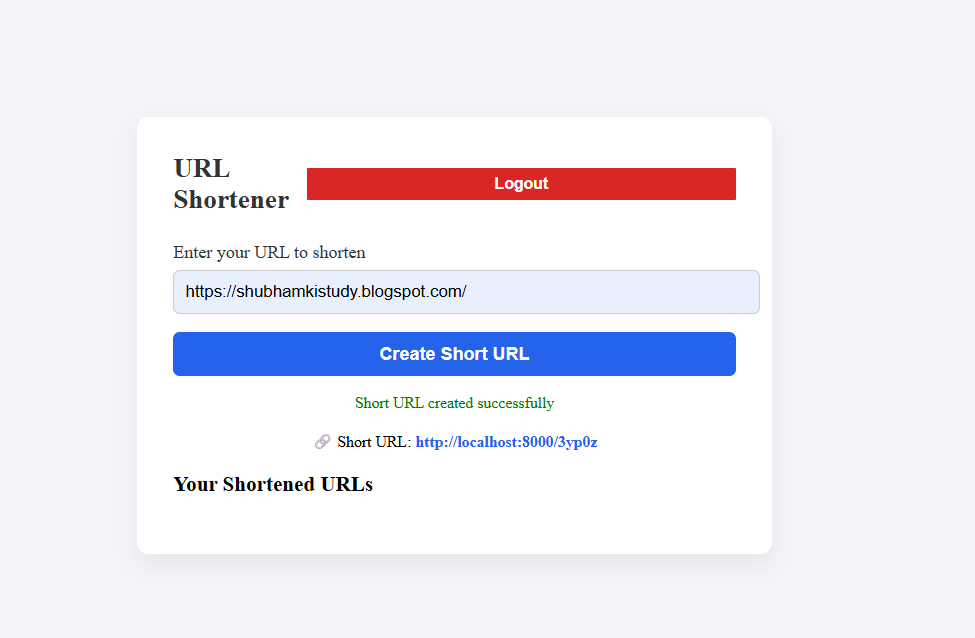 URL
Shortener
Logout
Enter your URL to shorten
https://shubhamkistudy.blogspot.com/
Create Short URL
Short URL created successfully
🔗 Short URL: http://localhost:8000/3yp0z
Your Shortened URLs